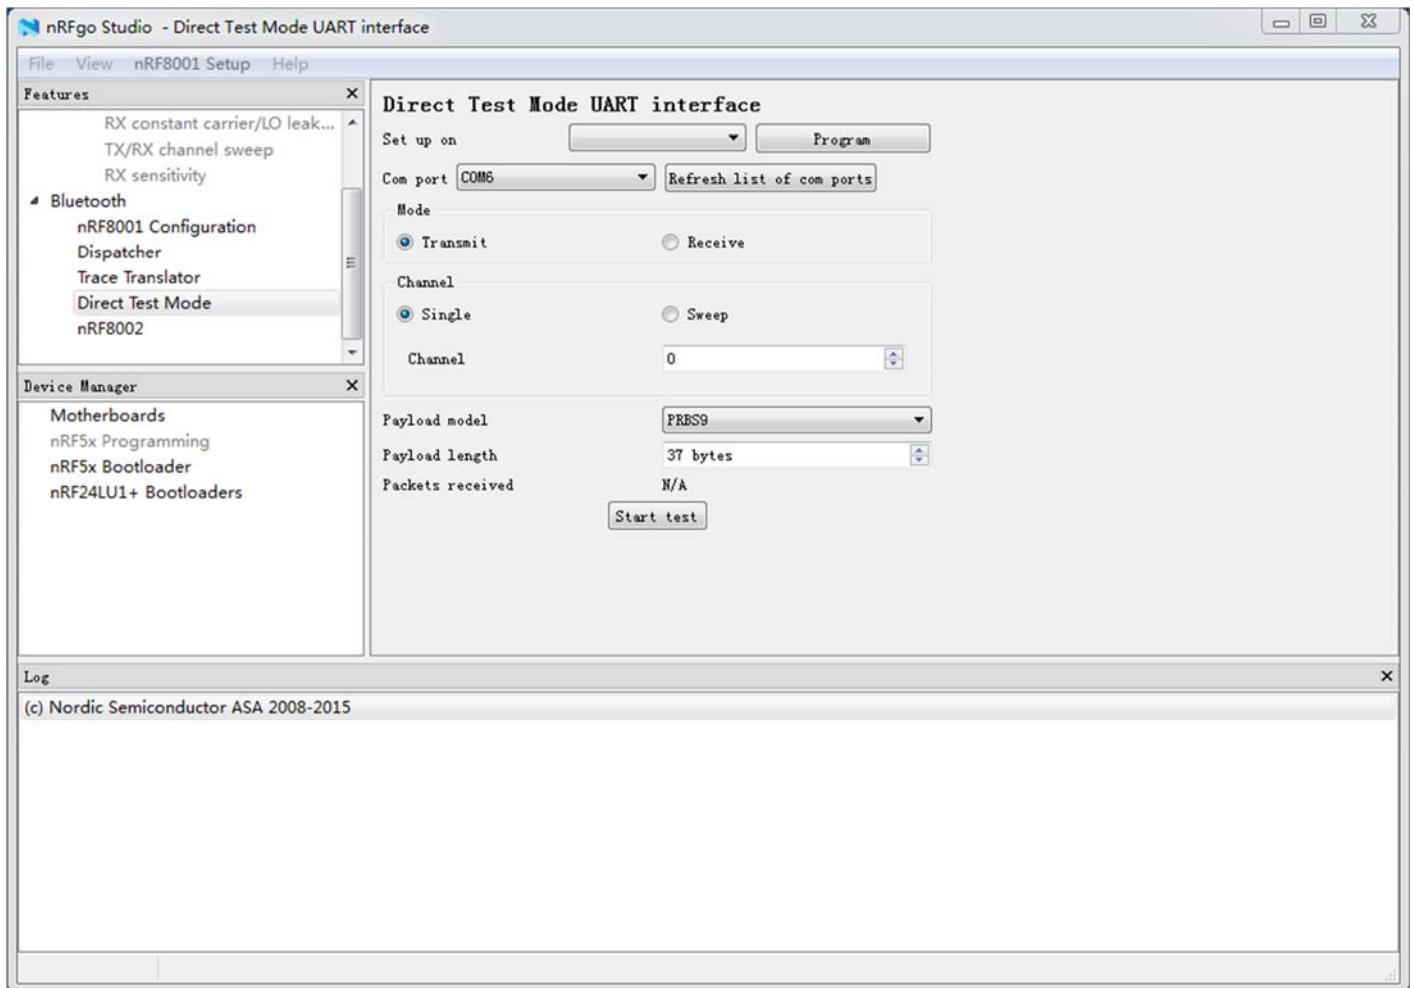 nRFgo Studio - Direct Test Mode UART interface
File View nRF8001 Setup Help
Features
RX constant carrier/LO leak...
TX/RX channel sweep
RX sensitivity
Bluetooth
nRF8001 Configuration
Dispatcher
Trace Translator
Direct Test Mode
nRF8002
Device Manager
Motherboards
nRF5x Programming
nRF5x Bootloader
nRF24LU1+ Bootloaders
Direct Test Mode UART interface
Set up on Program
Com port COM6 Refresh list of com ports
Mode
Transmit Receive
Channel
Single Sweep
Channel 0
Payload model PRBS9
Payload length 37 bytes
Packets received N/A
Start test
Log
(c) Nordic Semiconductor ASA 2008-2015